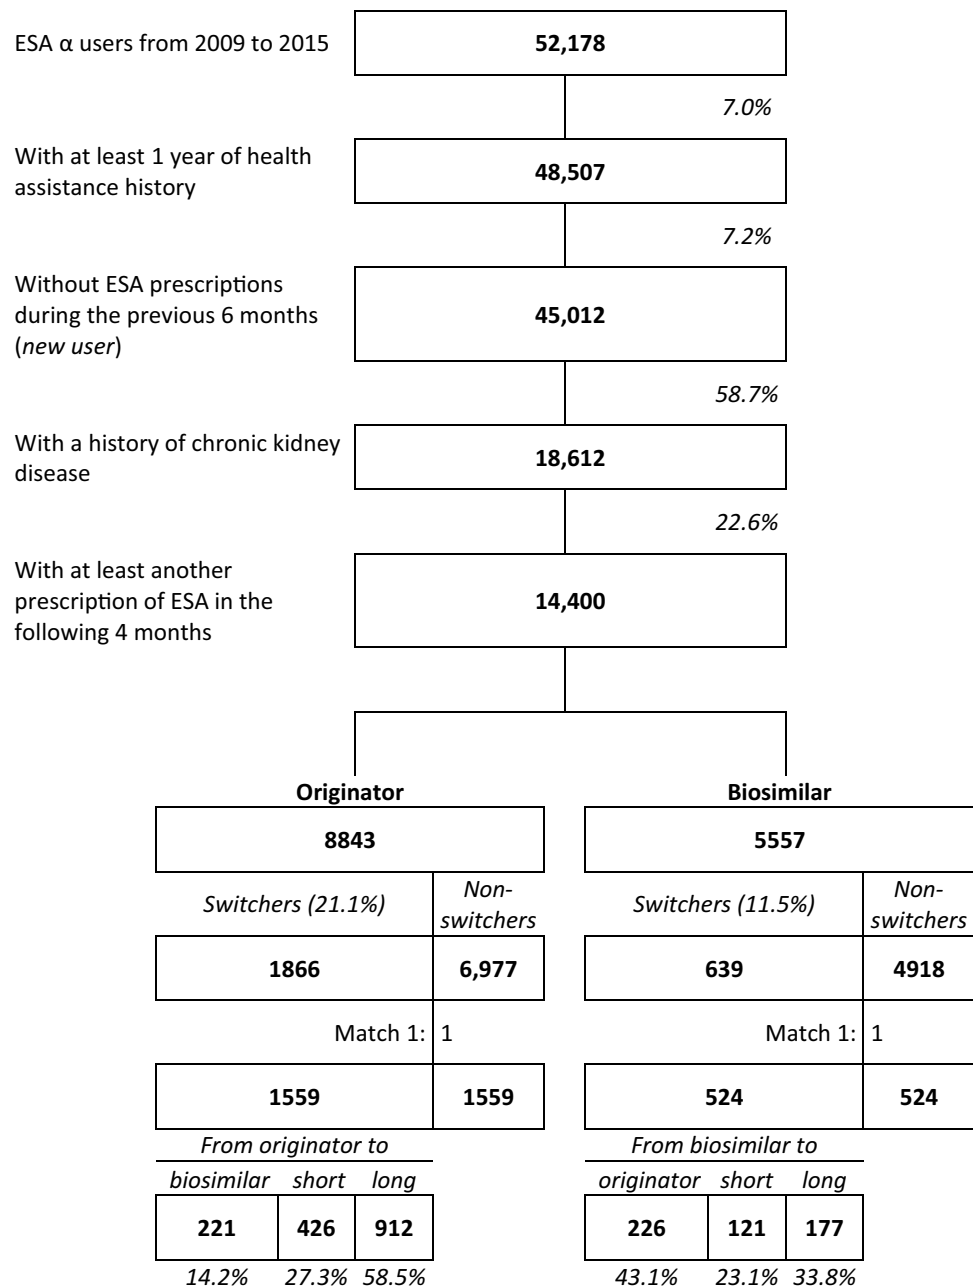 ESA α users from 2009 to 2015
52,178
7.0%
With at least 1 year of health
assistance history
48,507
7.2%
Without ESA prescriptions
during the previous 6 months
(new user)
45,012
58.7%
With a history of chronic kidney
disease
18,612
22.6%
With at least another
prescription of ESA in the
following 4 months
14,400
Originator
8843
Switchers (21.1%)
Non-
switchers
1866
6,977
Match 1: 1
1559
1559
From originator to
biosimilar short long
221 426 912
14.2% 27.3% 58.5%
Biosimilar
5557
Switchers (11.5%)
Non-
switchers
639
4918
Match 1: 1
524
524
From biosimilar to
originator short long
226 121 177
43.1% 23.1% 33.8%